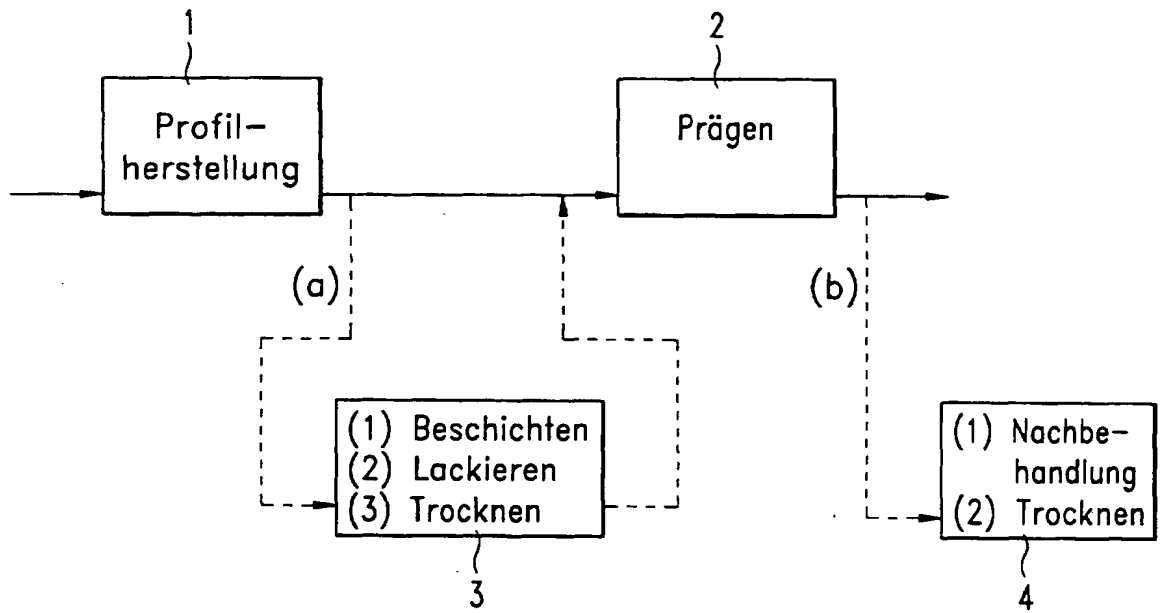 1
2
Profil-
herstellung
Prägen
(a)
(b)
(1) Beschichten
(2) Lackieren
(3) Trocknen
(1) Nachbe-
handlung
(2) Trocknen
3
4